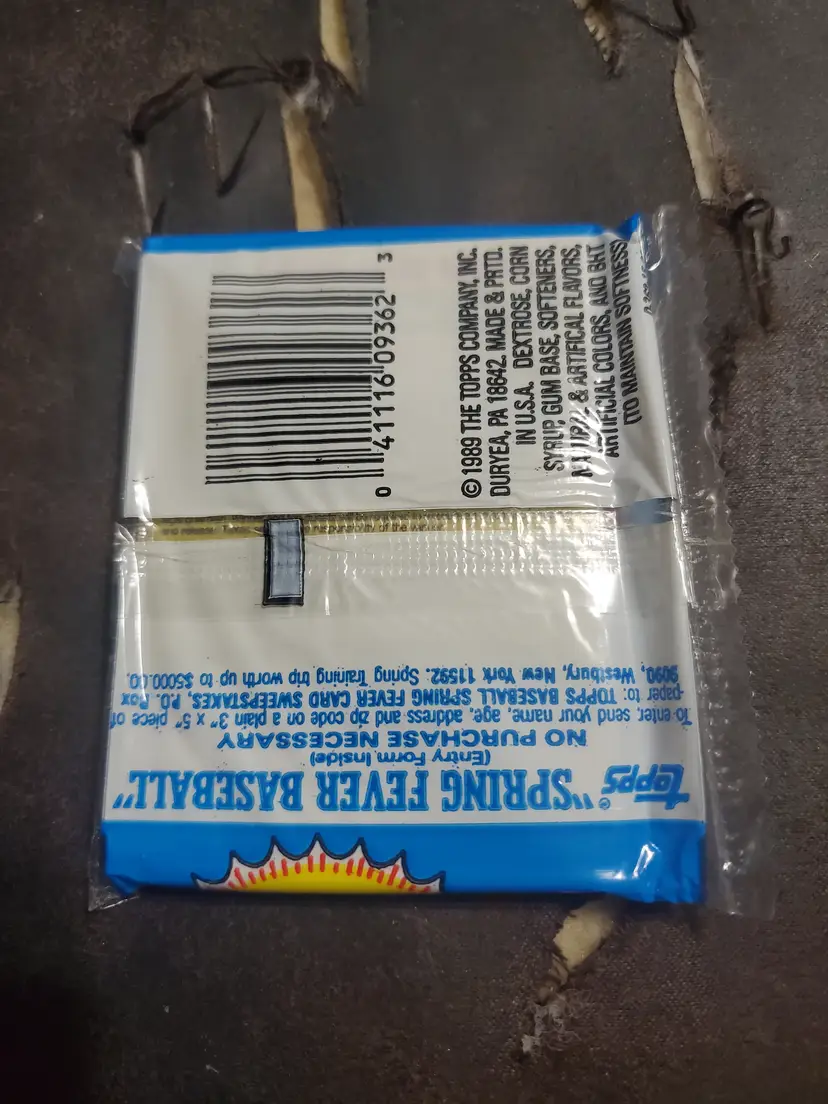 0 41116 09362 3
© 1989 THE TOPPS COMPANY, INC.
DURYEA, PA 18642. MADE & PRTD.
IN U.S.A. DEXTROSE, CORN
SYRUP, GUM BASE, SOFTENERS,
NATURAL & ARTIFICAL FLAVORS,
ARTIFICIAL COLORS, AND BHT
(TO MAINTAIN SOFTNESS)
topps® "SPRING FEVER BASEBALL"
(Entry Form Inside)
NO PURCHASE NECESSARY
To enter, send your name, age, address and zip code on a plain 3" x 5" piece of
paper to: TOPPS BASEBALL SPRING FEVER CARD SWEEPSTAKES, P.O. Box
9090, Westbury, New York 11592. Spring Training trip worth up to $5000.00.